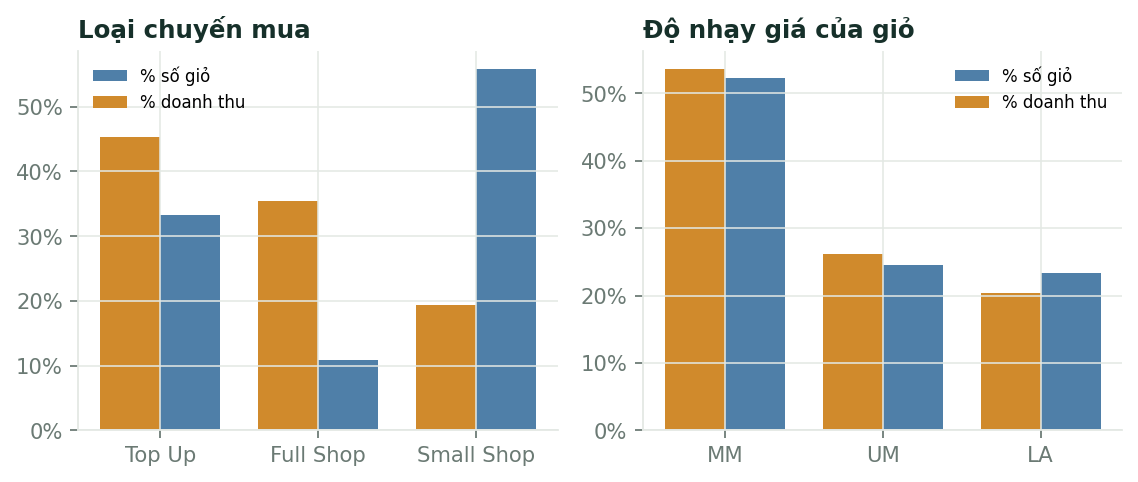 Loại chuyến mua
% số giỏ
% doanh thu
50%
40%
30%
20%
10%
0%
Top Up
Full Shop
Small Shop
Độ nhạy giá của giỏ
% số giỏ
% doanh thu
50%
40%
30%
20%
10%
0%
MM
UM
LA